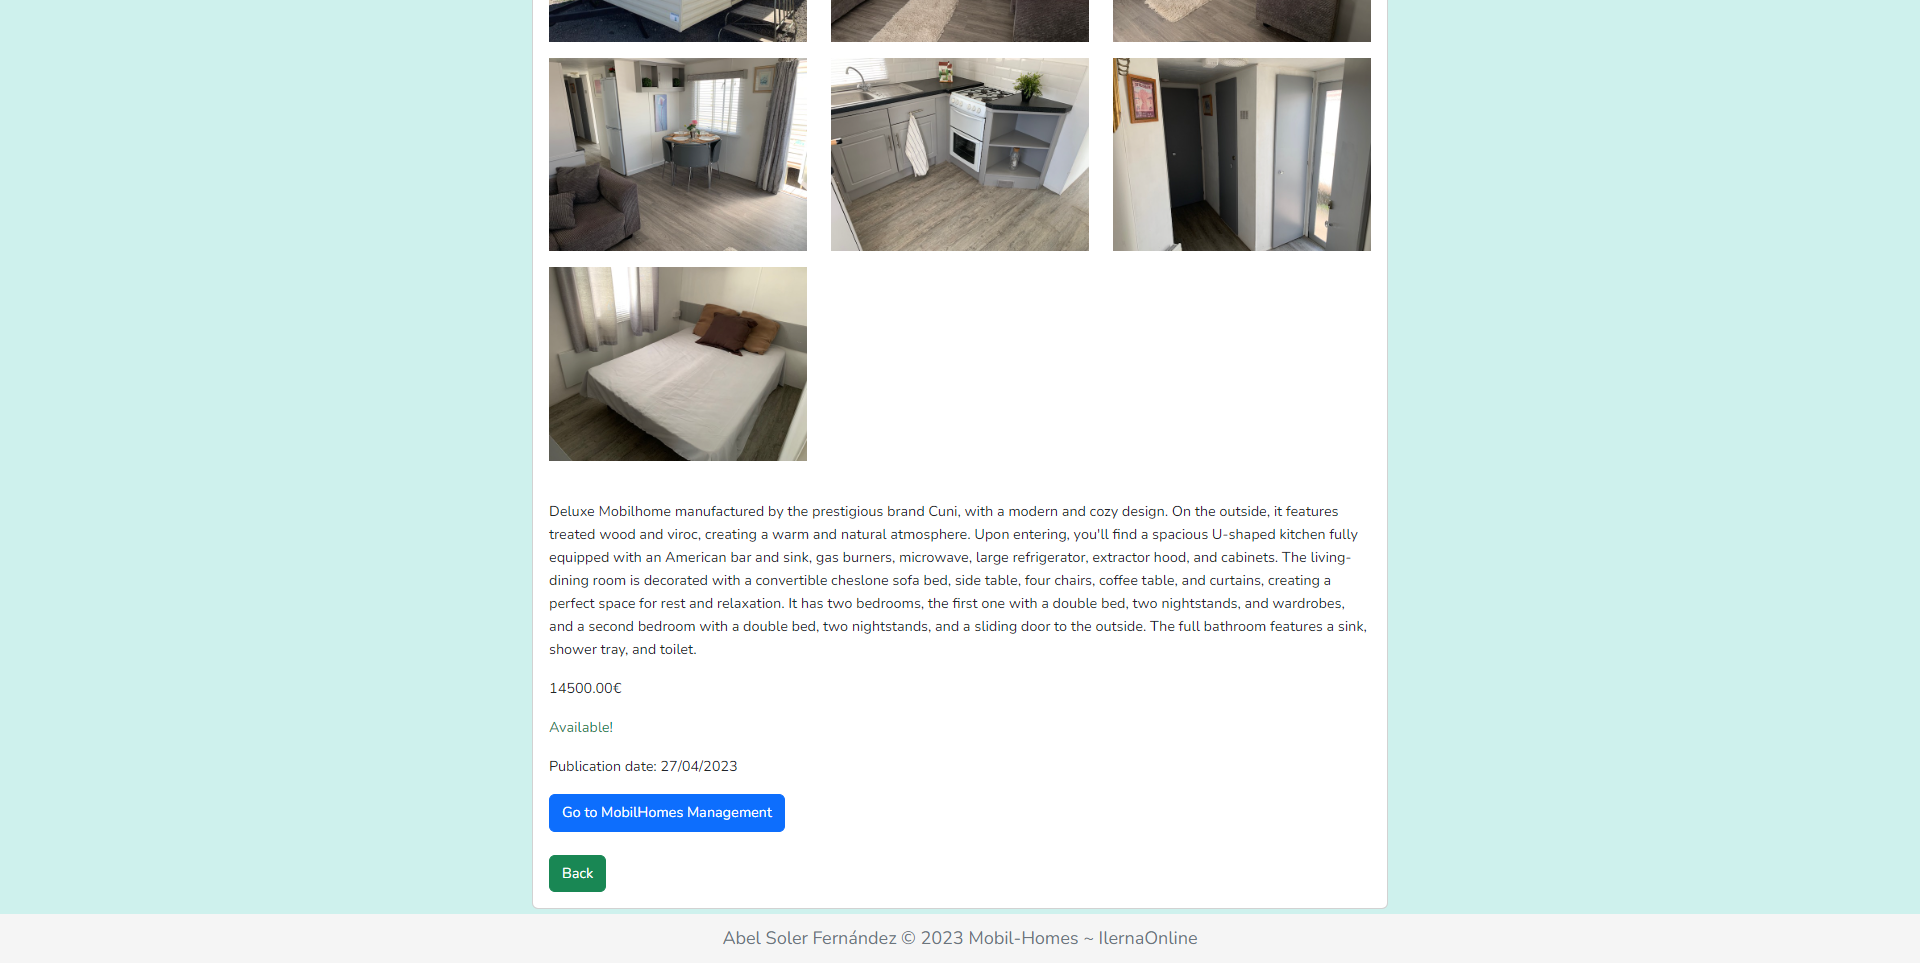 Deluxe Mobilhome manufactured by the prestigious brand Cuni, with a modern and cozy design. On the outside, it features
treated wood and viroc, creating a warm and natural atmosphere. Upon entering, you'll find a spacious U-shaped kitchen fully
equipped with an American bar and sink, gas burners, microwave, large refrigerator, extractor hood, and cabinets. The living-
dining room is decorated with a convertible cheslone sofa bed, side table, four chairs, coffee table, and curtains, creating a
perfect space for rest and relaxation. It has two bedrooms, the first one with a double bed, two nightstands, and wardrobes,
and a second bedroom with a double bed, two nightstands, and a sliding door to the outside. The full bathroom features a sink,
shower tray, and toilet.
14500.00€
Available!
Publication date: 27/04/2023
Go to MobilHomes Management
Back
Abel Soler Fernández © 2023 Mobil-Homes ~ IlernaOnline